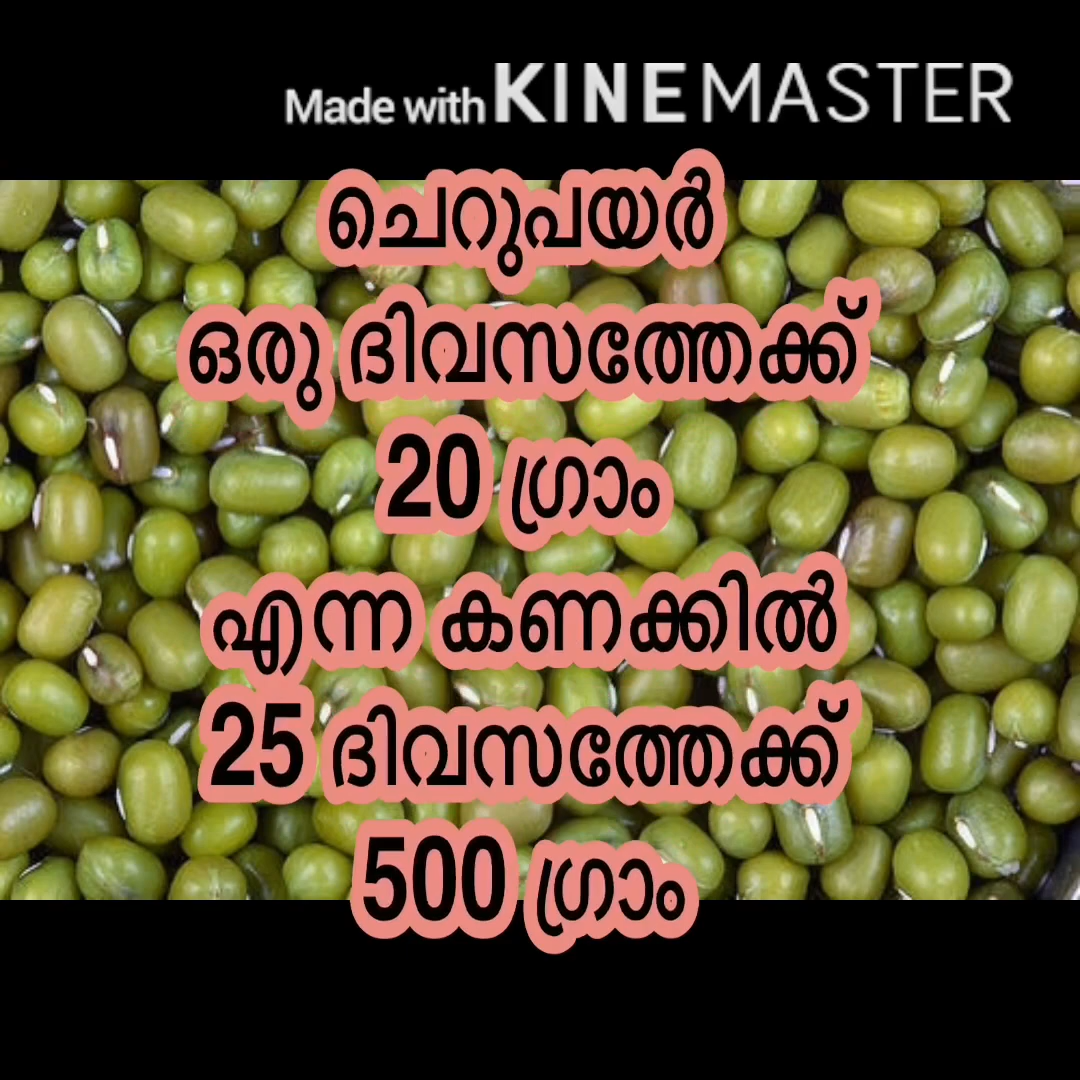 Made with KINEMASTER
ചെറുപയർ
ഒരു ദിവസത്തേക്ക്
20 ഗ്രാം
എന്ന കണക്കിൽ
25 ദിവസത്തേക്ക്
500 ഗ്രാം